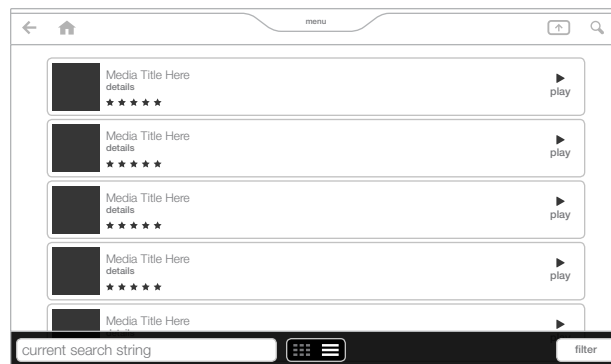 menu
Media Title Here
details
★★★★★
play
Media Title Here
details
★★★★★
play
Media Title Here
details
★★★★★
play
Media Title Here
details
★★★★★
play
Media Title Here
current search string
filter